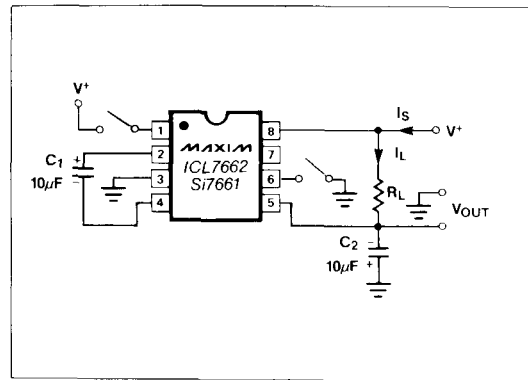 V+
IS
V+
1
8
MAXIM
C1
+
2
7
IL
ICL7662
10µF
−
3
6
Si7661
RL
4
5
VOUT
C2
−
10µF
+